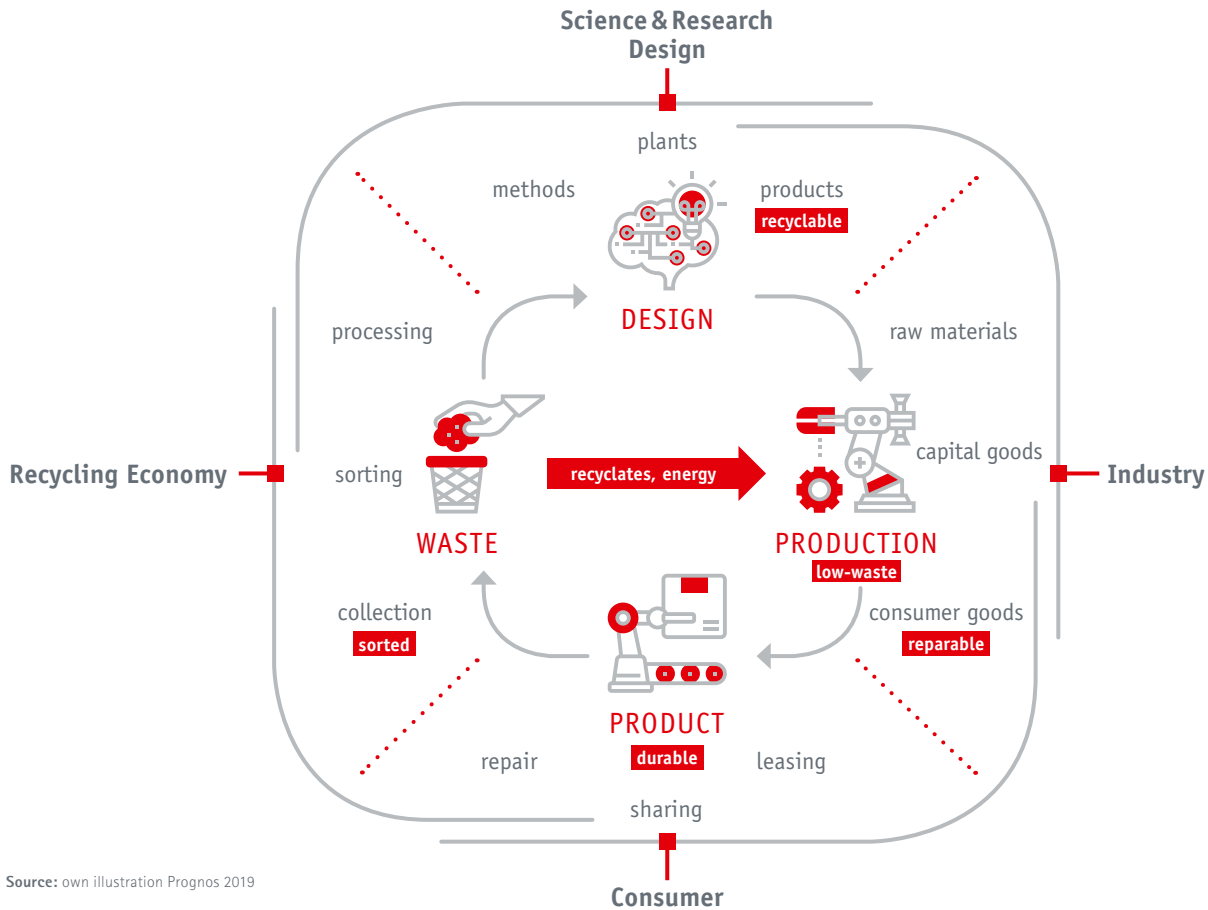 Science & Research
Design
plants
methods
products
recyclable
DESIGN
processing
raw materials
Recycling Economy
sorting
recyclates, energy
capital goods
Industry
WASTE
PRODUCTION
low-waste
collection
sorted
consumer goods
reparable
PRODUCT
durable
repair
leasing
sharing
Source: own illustration Prognos 2019
Consumer